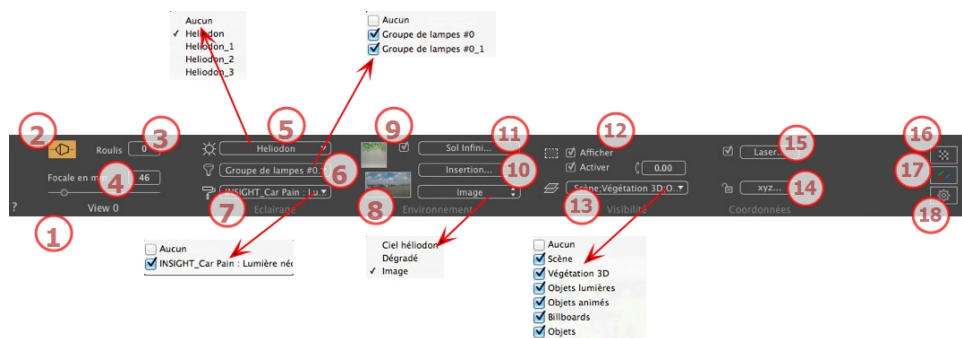 Aucun
✓ Heliodon
Heliodon_1
Heliodon_2
Heliodon_3
Aucun
Groupe de lampes #0
Groupe de lampes #0_1
2
3
5
9
11
12
15
16
Roulis 0
Heliodon
Sol Infini...
Afficher
Laser...
Activer
0.00
4
6
10
17
Focale en mm
46
Groupe de lampes #0.
Insertion...
INSIGHT_Car Pain : Lu...
Image
Scène;Végétation 3D;O...
xyz...
7
8
13
14
18
?
View 0
Eclairage
Environnement
Visibilité
Coordonnées
1
Aucun
INSIGHT_Car Pain : Lumière néo
Ciel héliodon
Dégradé
✓ Image
Aucun
Scène
Végétation 3D
Objets lumières
Objets animés
Billboards
Objets